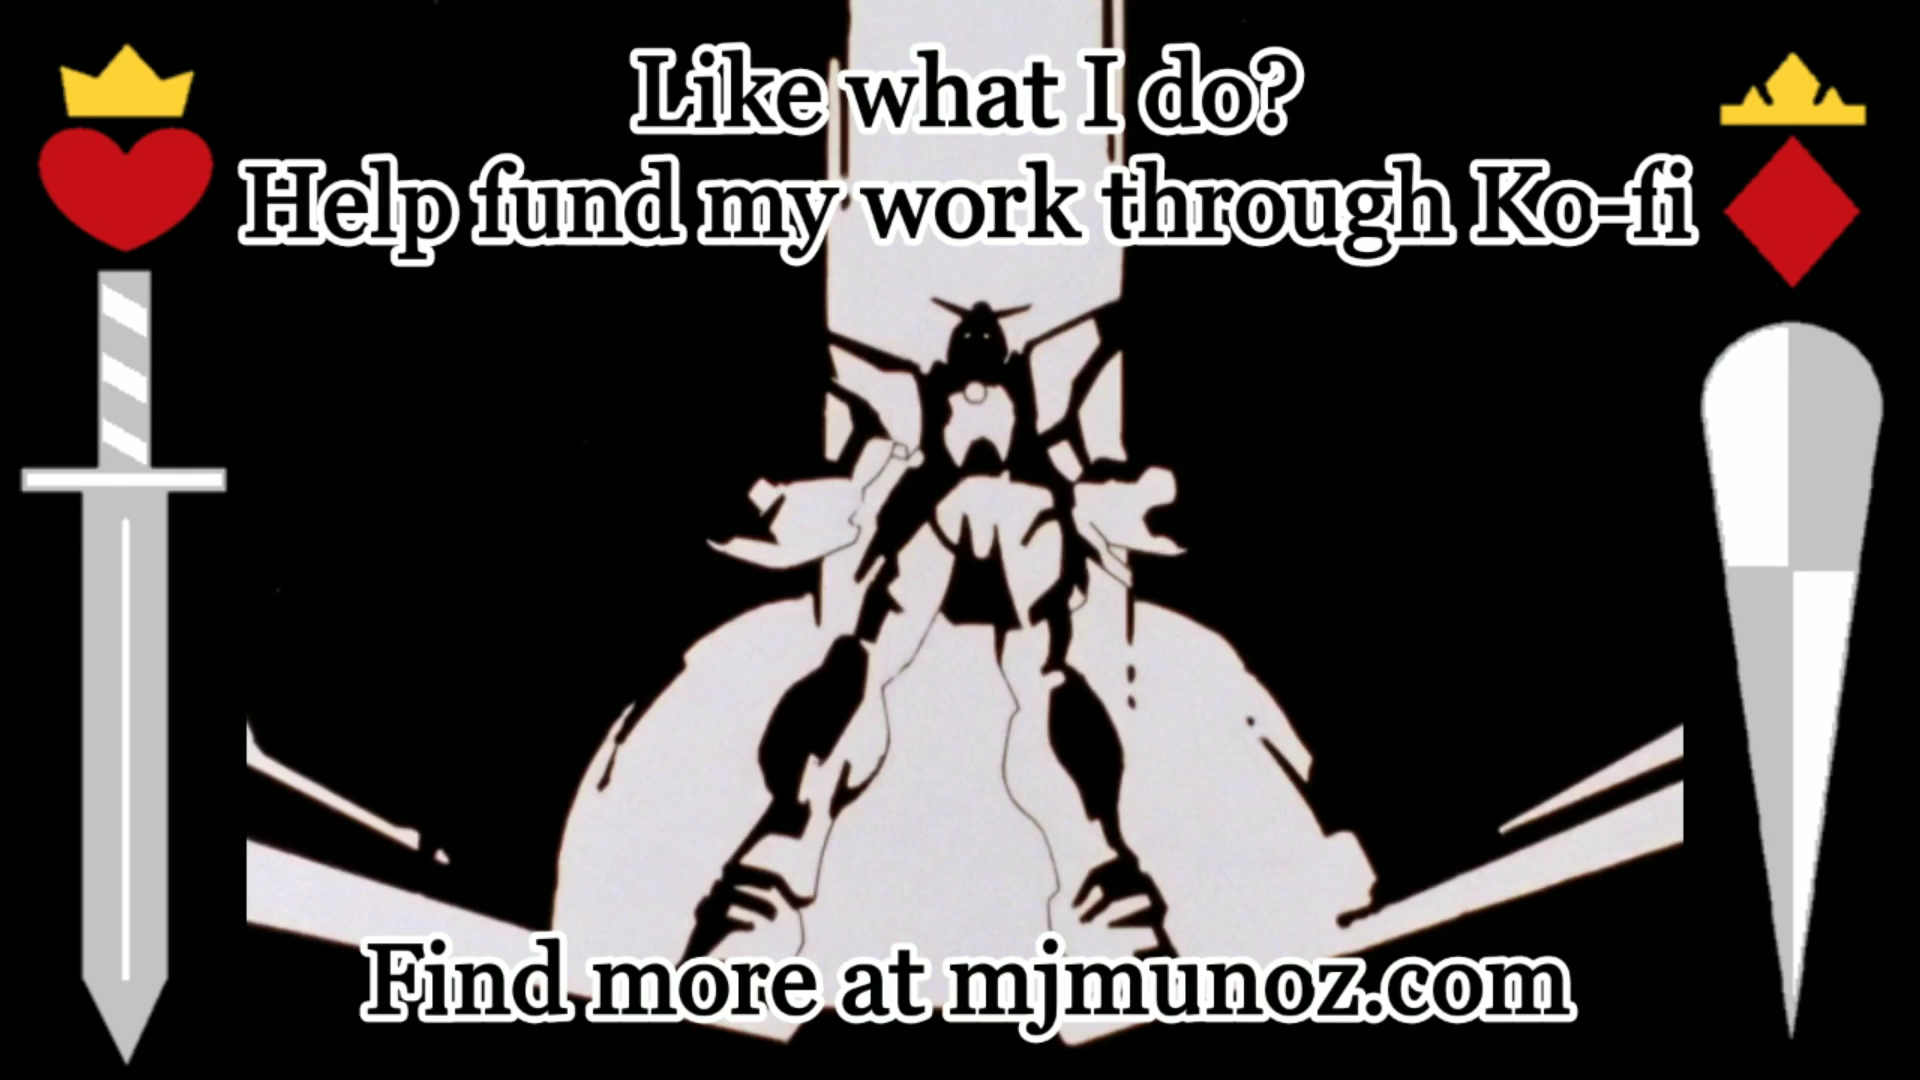 Like what I do?
Help fund my work through Ko-fi
Find more at mjmunoz.com